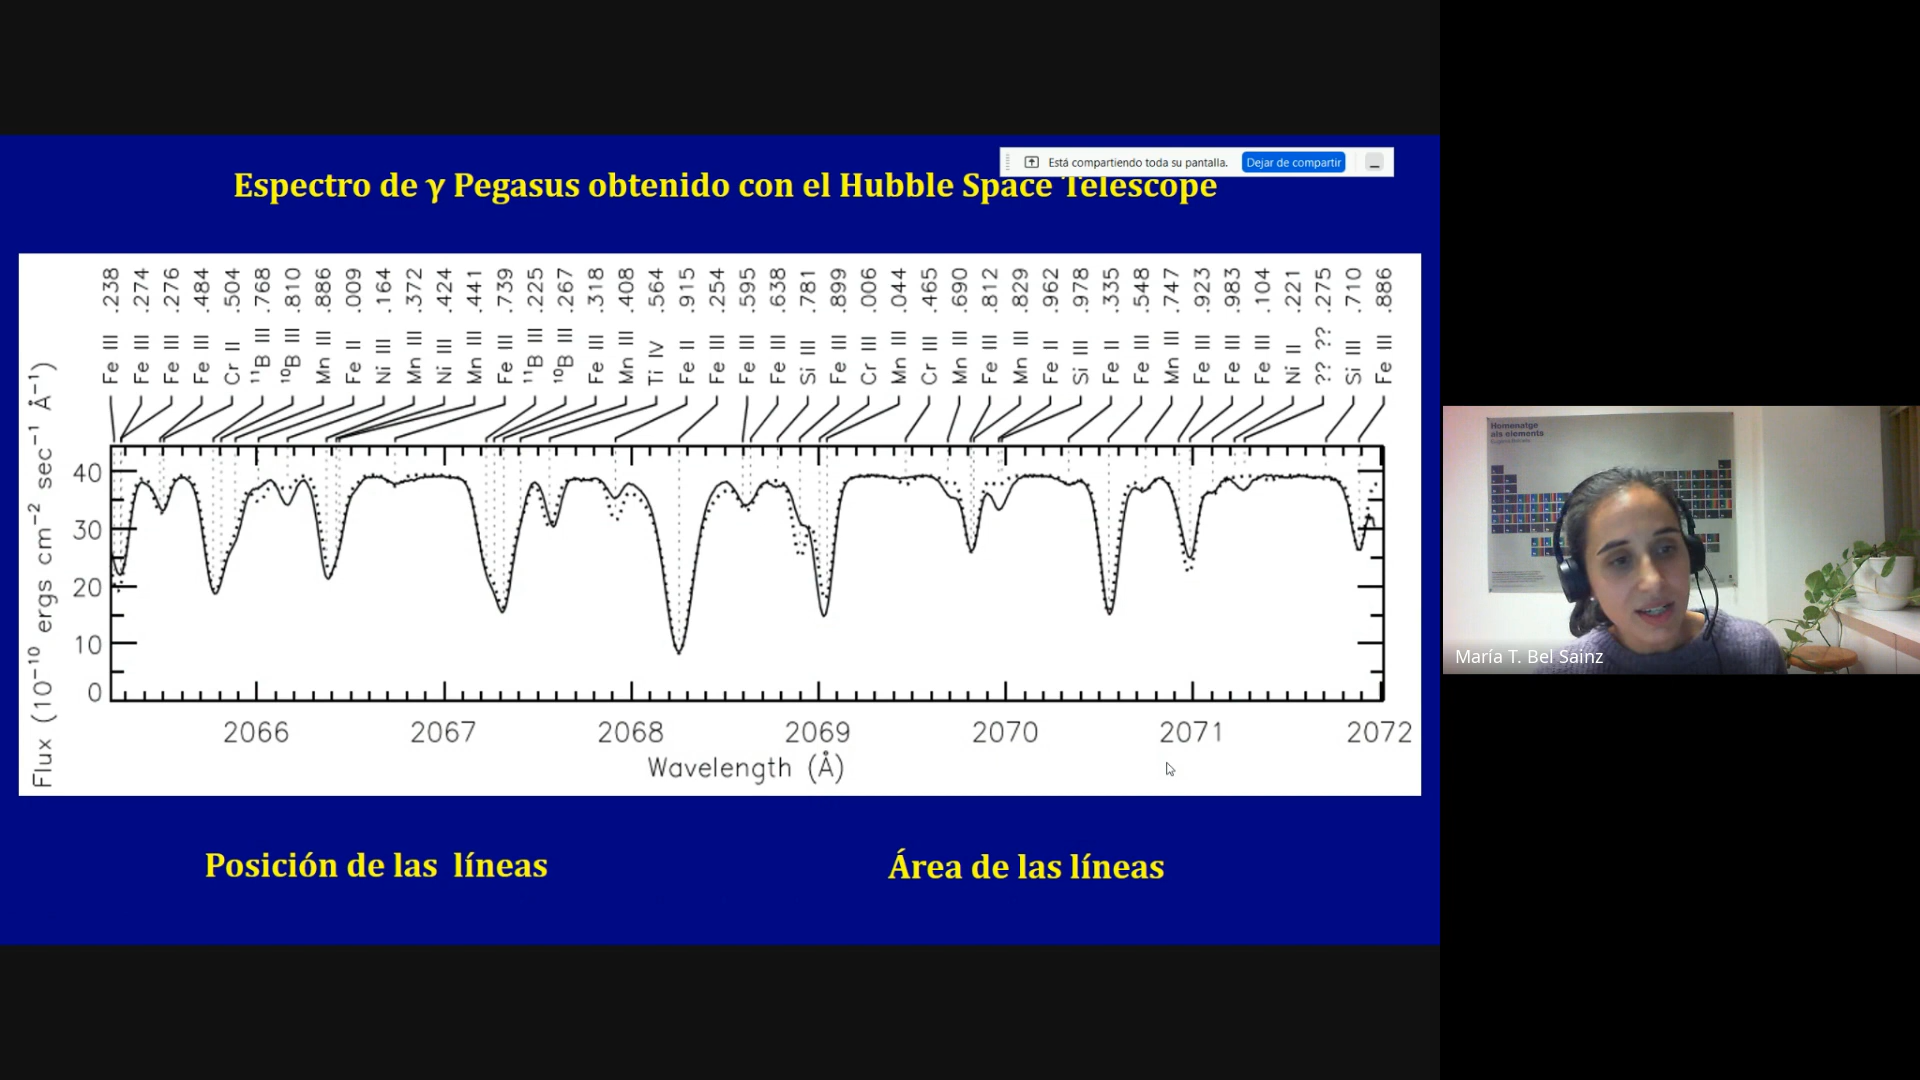 Está compartiendo toda su pantalla.
Dejar de compartir
Espectro de γ Pegasus obtenido con el Hubble Space Telescope
Fe III .238
Fe III .274
Fe III .276
Fe III .484
Cr II .504
¹¹B III .768
¹⁰B III .810
Mn III .886
Fe II .009
Ni III .164
Mn III .372
Ni III .424
Mn III .441
Fe III .739
¹¹B III .225
¹⁰B III .267
Fe III .318
Mn III .408
Ti IV .564
Fe II .915
Fe III .254
Fe III .595
Fe III .638
Si III .781
Fe III .899
Cr III .006
Mn III .044
Cr III .465
Mn III .690
Fe III .812
Mn III .829
Fe II .962
Si III .978
Fe II .335
Fe III .548
Mn III .747
Fe III .923
Fe III .983
Fe III .104
Ni II .221
?? ?? .275
Si III .710
Fe III .886
Flux (10⁻¹⁰ ergs cm⁻² sec⁻¹ Å⁻¹)
40
30
20
10
0
2066 2067 2068 2069 2070 2071 2072
Wavelength (Å)
Posición de las líneas
Área de las líneas
Homenatge
als elements
María T. Bel Sainz